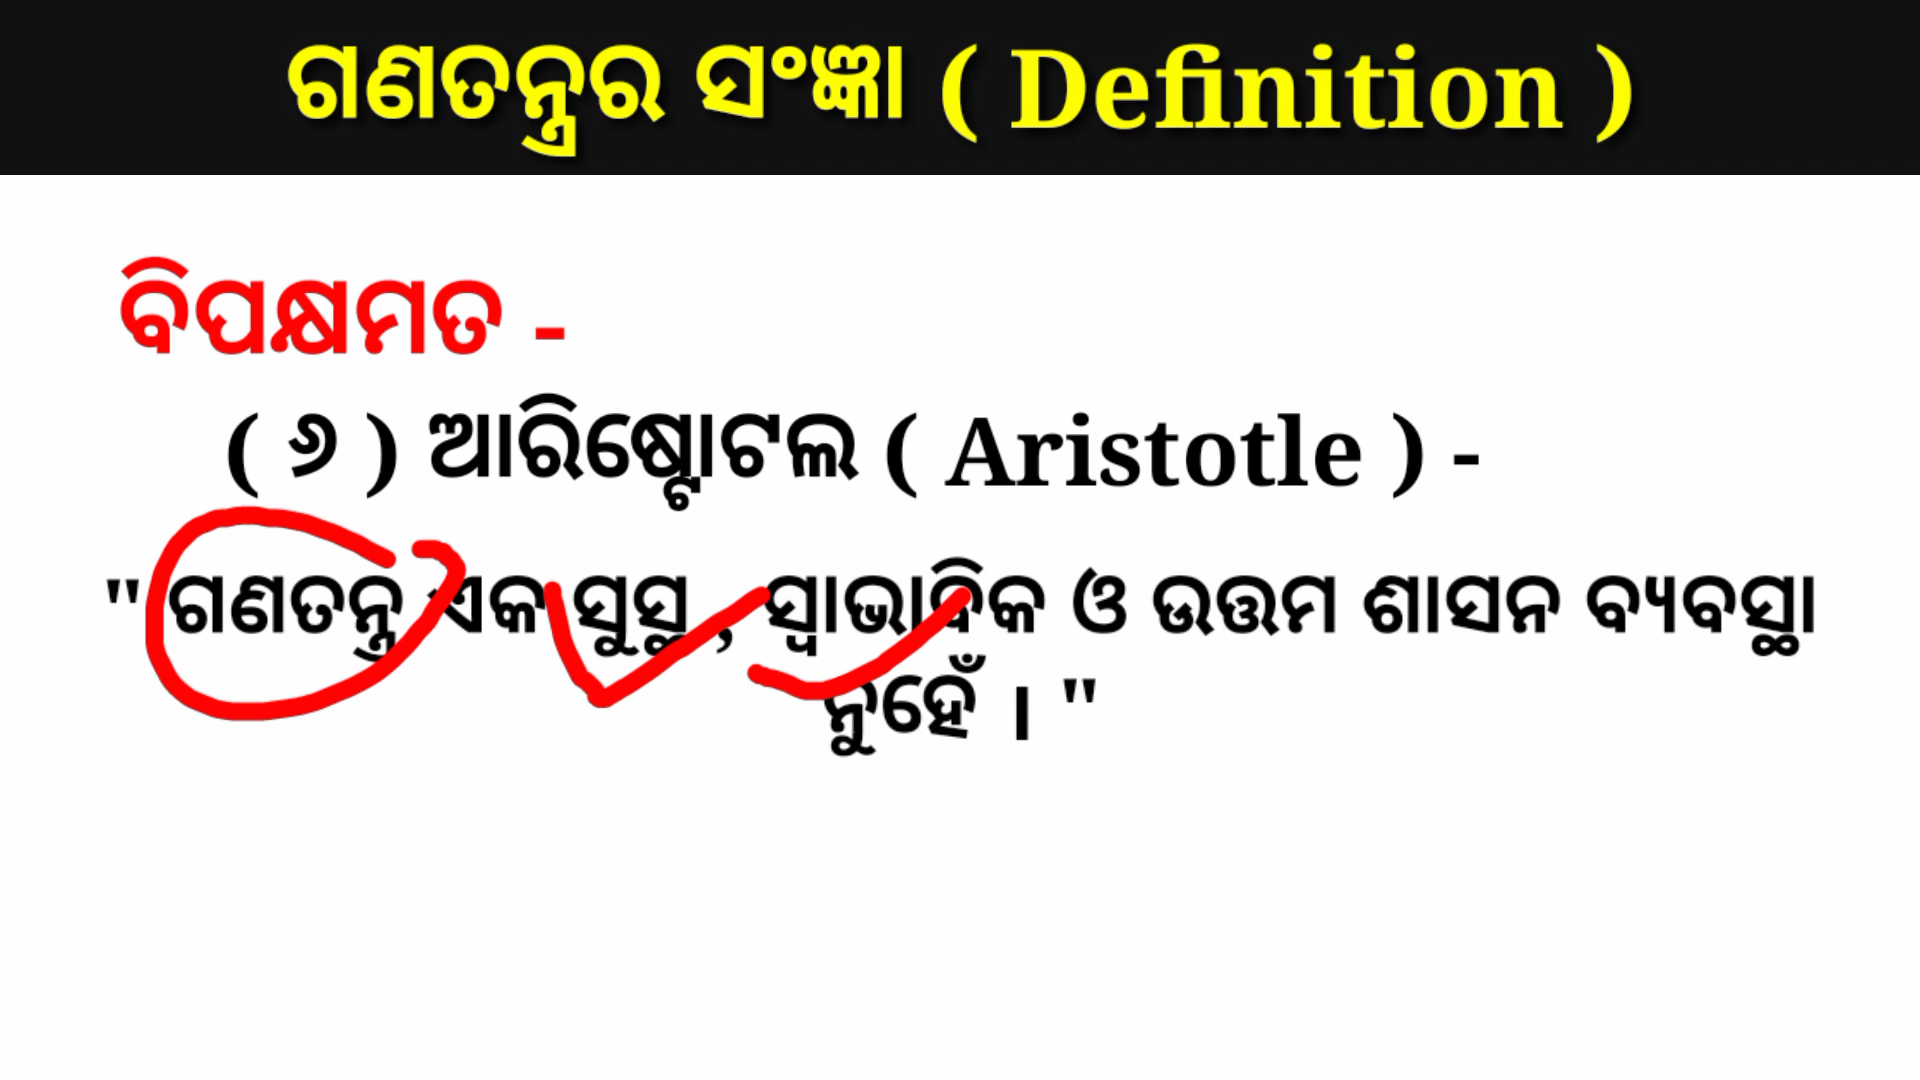 ଗଣତନ୍ତ୍ରର ସଂଜ୍ଞା ( Definition )
ବିପକ୍ଷମତ -
( ୬ ) ଆରିଷ୍ଟୋଟଲ ( Aristotle ) -
" ଗଣତନ୍ତ୍ର ଏକ ସୁସ୍ଥ , ସ୍ୱାଭାବିକ ଓ ଉତ୍ତମ ଶାସନ ବ୍ୟବସ୍ଥା
ନୁହେଁ । "